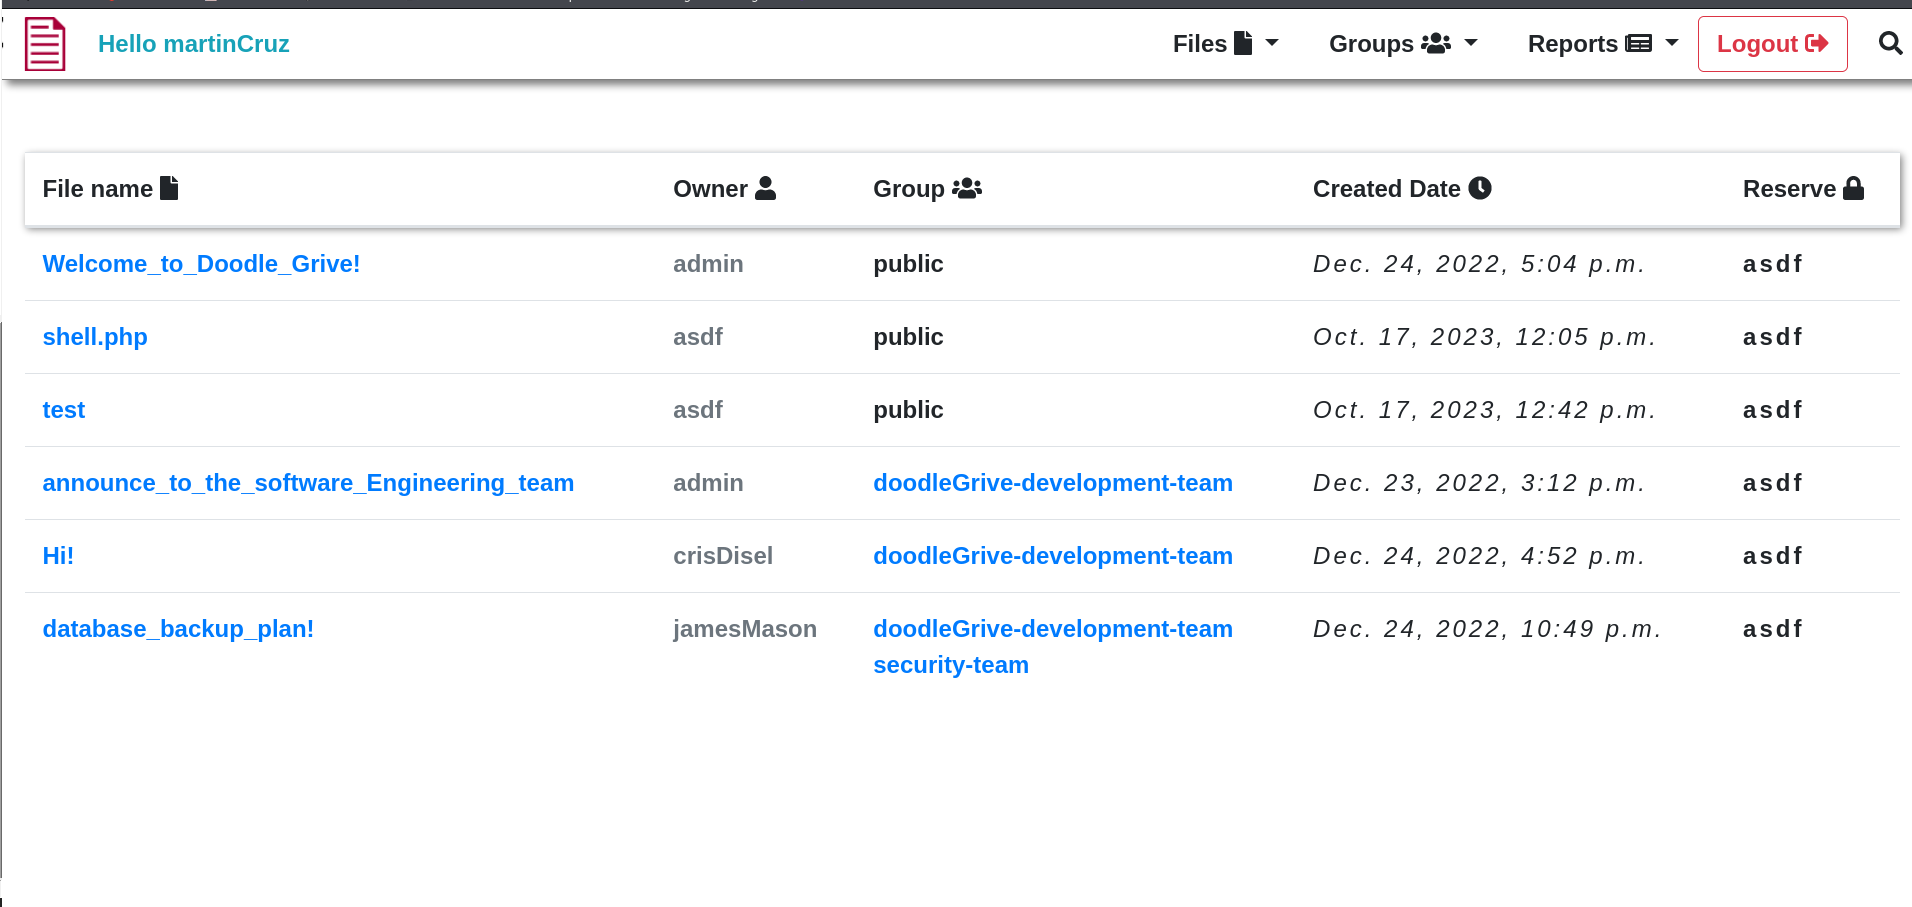 Hello martinCruz
Files
Groups
Reports
Logout
File name Owner Group Created Date Reserve
Welcome_to_Doodle_Grive! admin public Dec. 24, 2022, 5:04 p.m. asdf
shell.php asdf public Oct. 17, 2023, 12:05 p.m. asdf
test asdf public Oct. 17, 2023, 12:42 p.m. asdf
announce_to_the_software_Engineering_team admin doodleGrive-development-team Dec. 23, 2022, 3:12 p.m. asdf
Hi! crisDisel doodleGrive-development-team Dec. 24, 2022, 4:52 p.m. asdf
database_backup_plan! jamesMason doodleGrive-development-team Dec. 24, 2022, 10:49 p.m. asdf
security-team